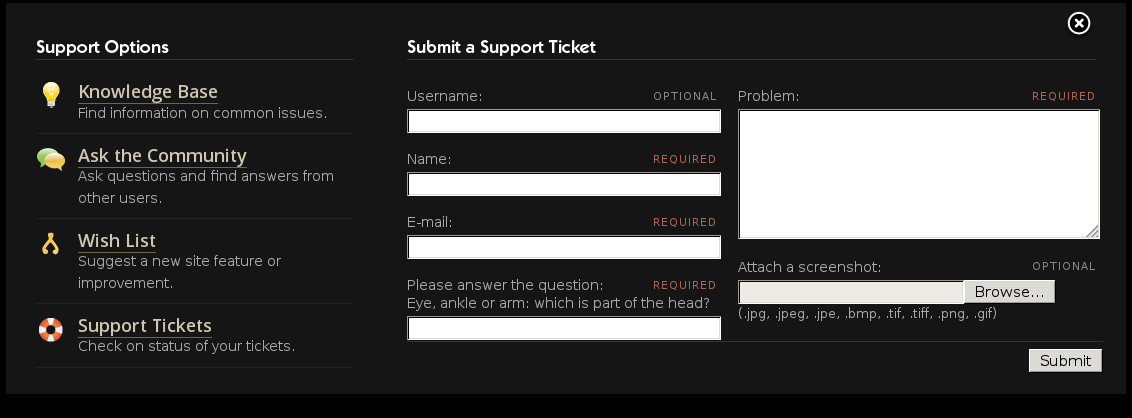 Support Options
Knowledge Base
Find information on common issues.
Ask the Community
Ask questions and find answers from
other users.
Wish List
Suggest a new site feature or
improvement.
Support Tickets
Check on status of your tickets.
Submit a Support Ticket
Username: OPTIONAL
Name: REQUIRED
E-mail: REQUIRED
Please answer the question: REQUIRED
Eye, ankle or arm: which is part of the head?
Problem: REQUIRED
Attach a screenshot: OPTIONAL
Browse...
(.jpg, .jpeg, .jpe, .bmp, .tif, .tiff, .png, .gif)
Submit